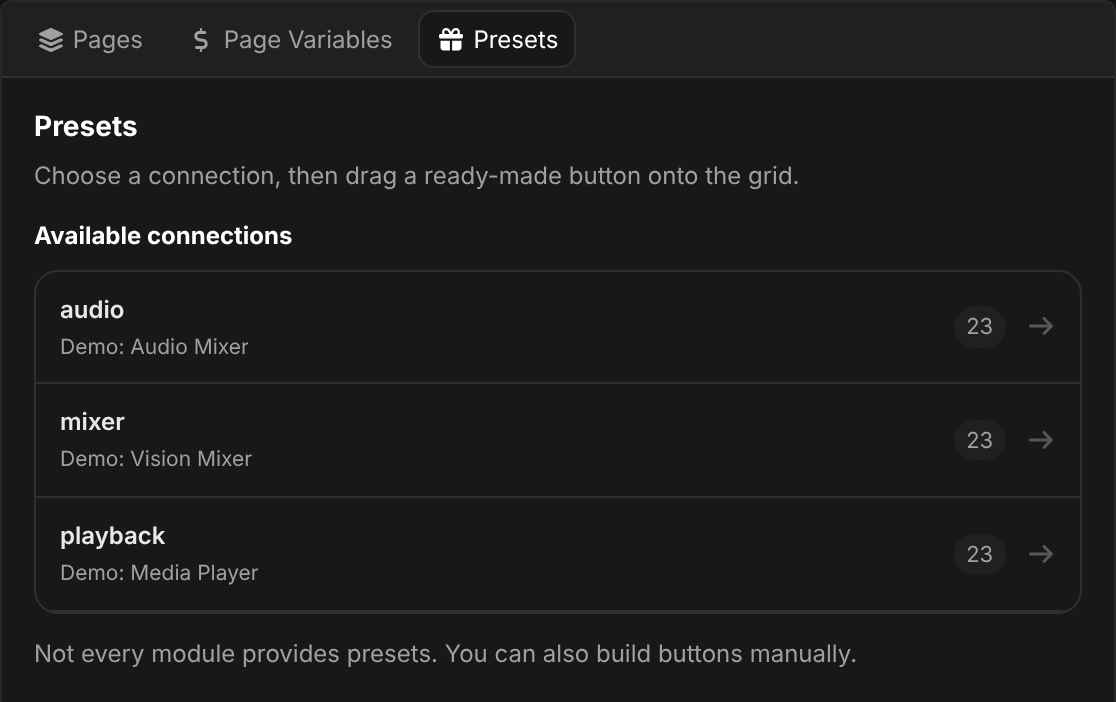 Pages
$ Page Variables
Presets
Presets
Choose a connection, then drag a ready-made button onto the grid.
Available connections
audio
Demo: Audio Mixer
23
mixer
Demo: Vision Mixer
23
playback
Demo: Media Player
23
Not every module provides presets. You can also build buttons manually.